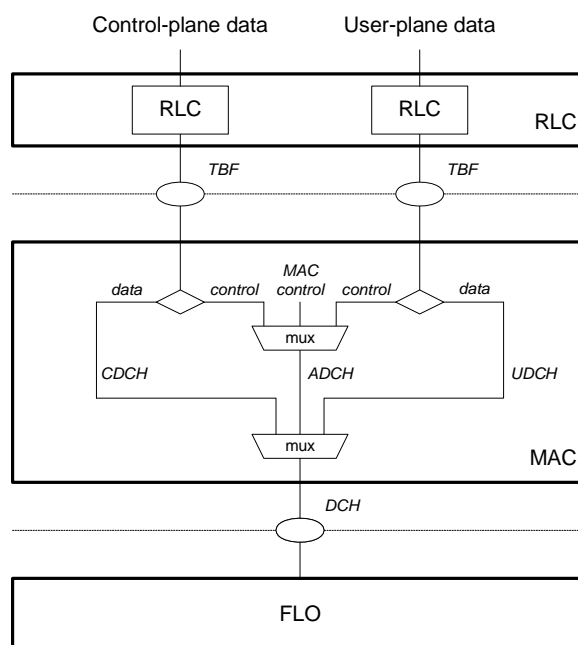 Control-plane data
User-plane data
RLC
RLC
RLC
TBF
TBF
data
control
MAC
control
control
data
mux
CDCH
ADCH
UDCH
mux
MAC
DCH
FLO